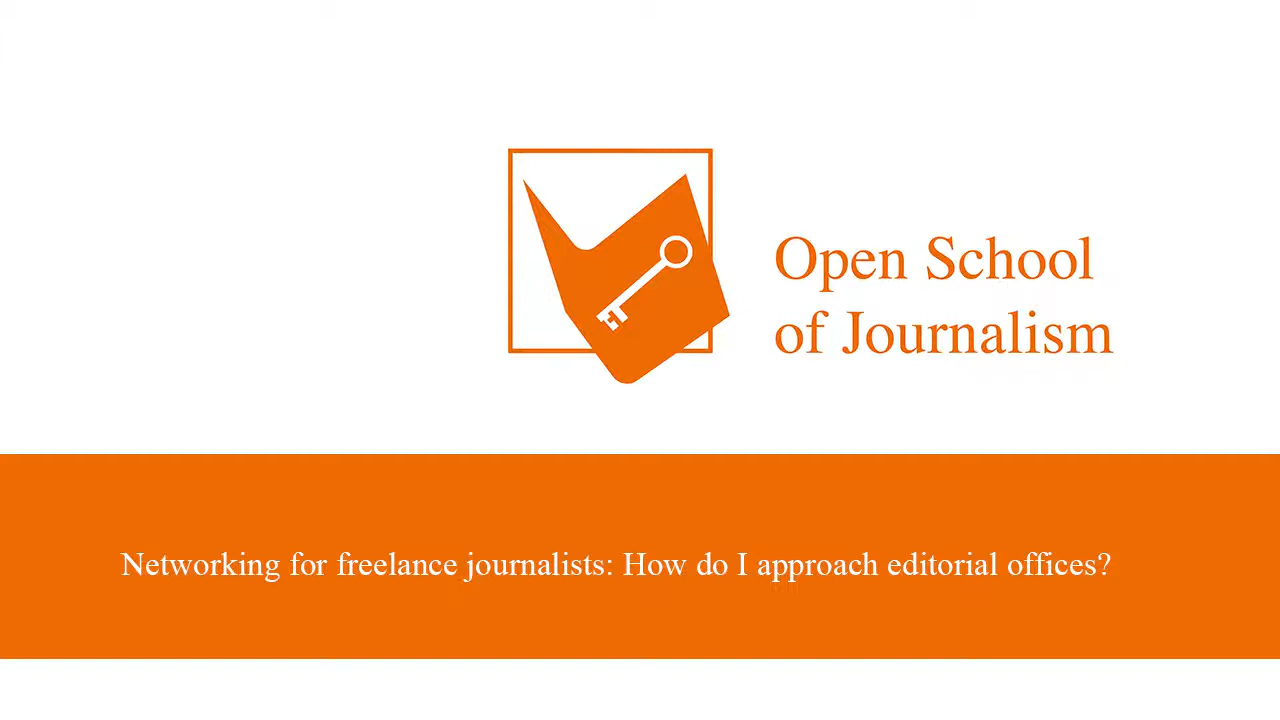 Open School
of Journalism
Networking for freelance journalists: How do I approach editorial offices?